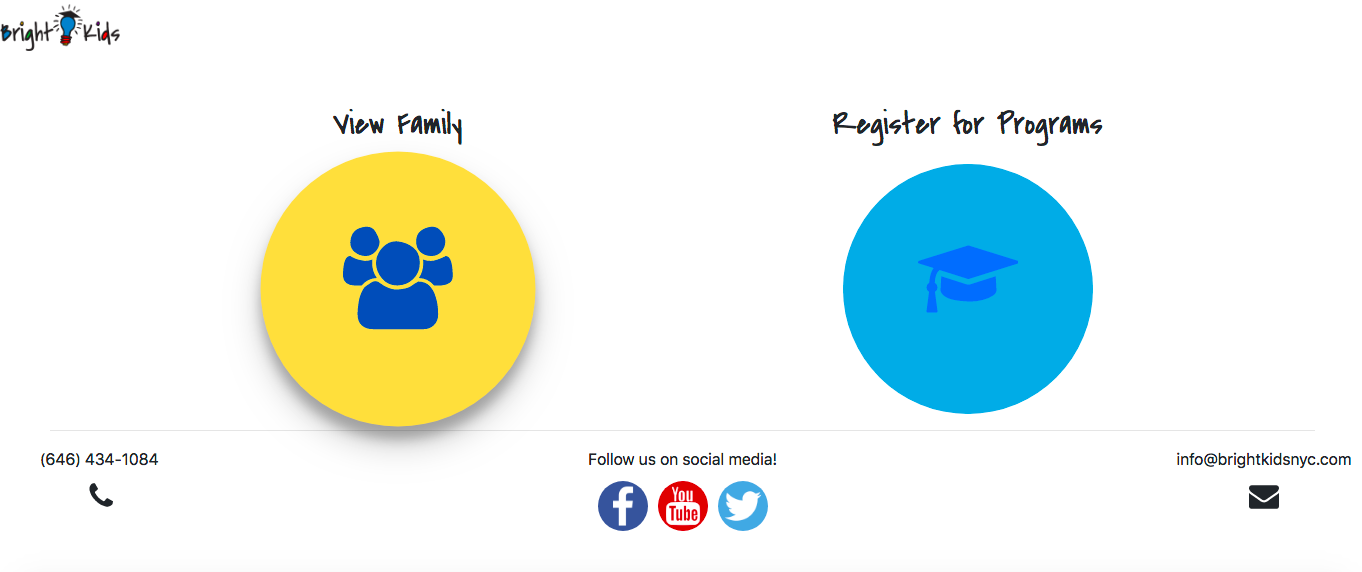 Bright Kids
View Family
Register for Programs
(646) 434-1084
Follow us on social media!
info@brightkidsnyc.com
f
You
Tube